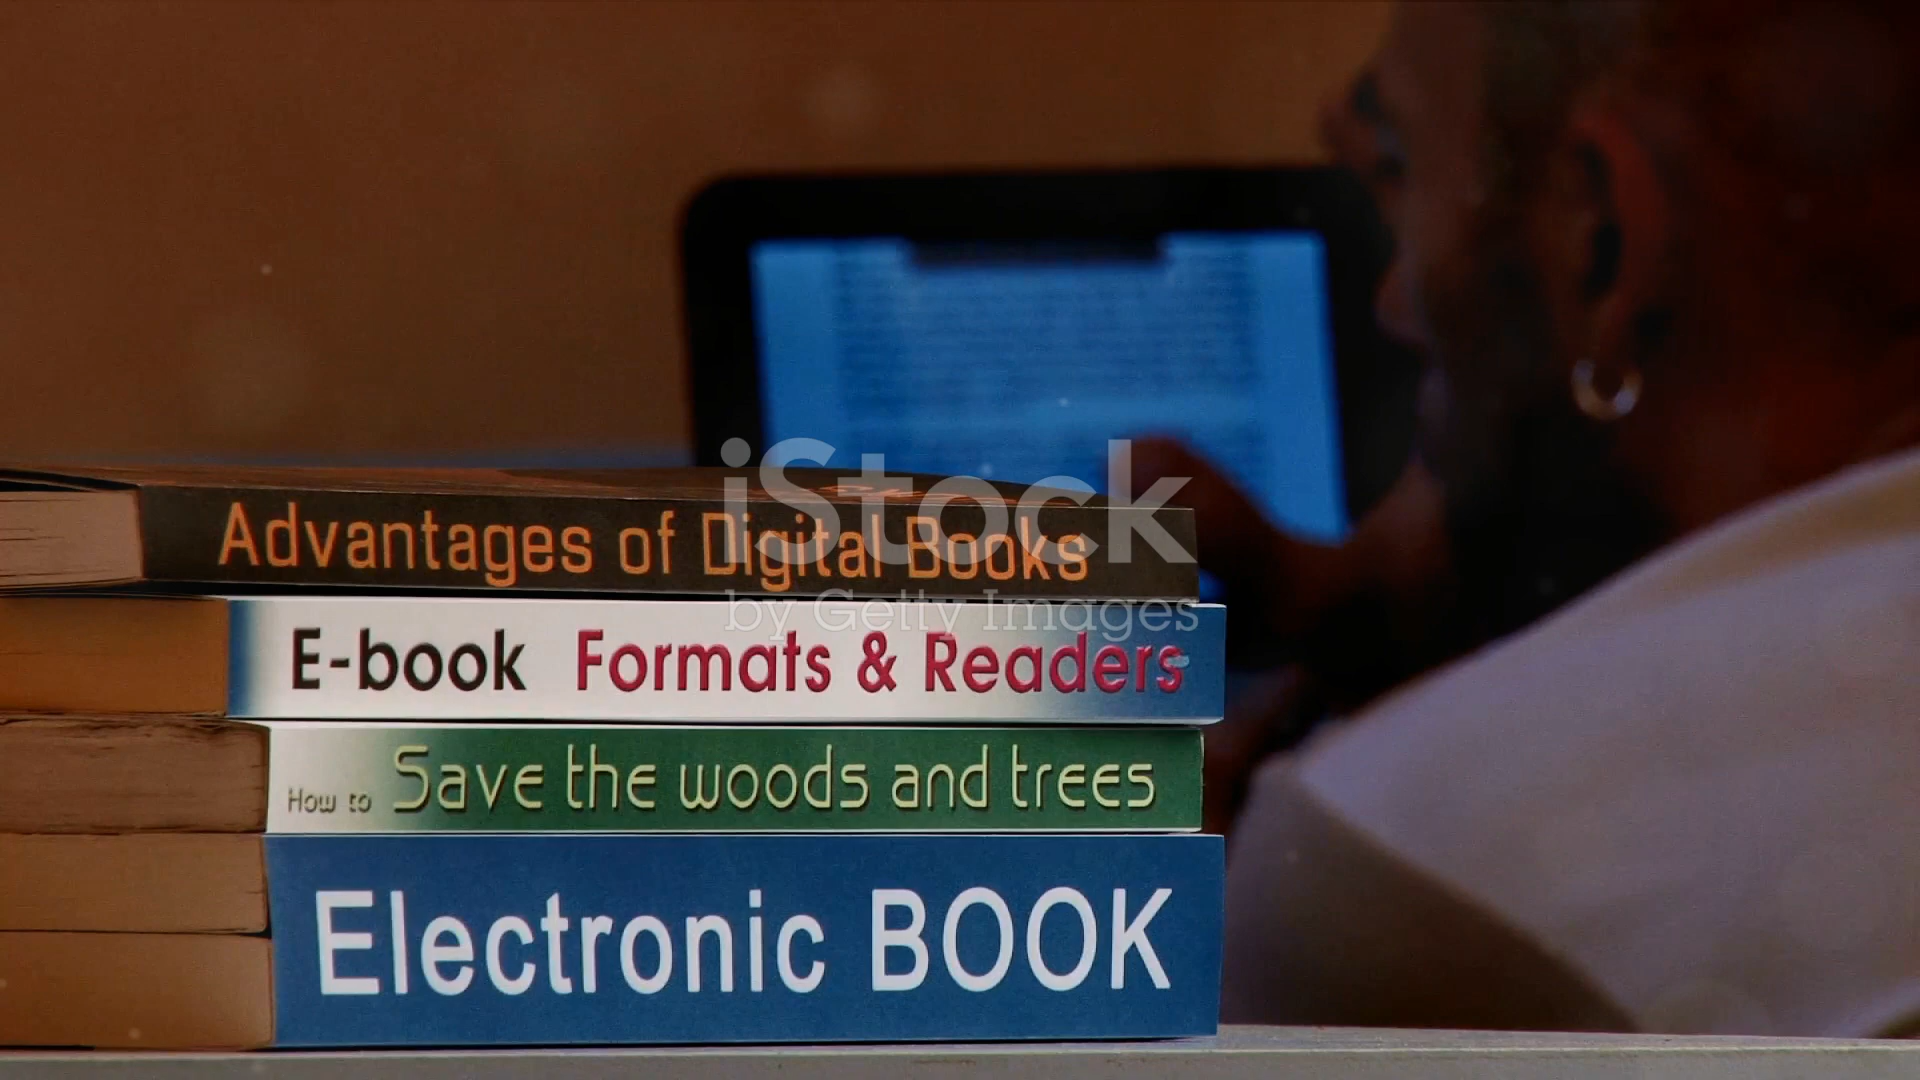 iStock
by Getty Images
Advantages of Digital Books
E-book Formats & Readers
How to Save the woods and trees
Electronic BOOK